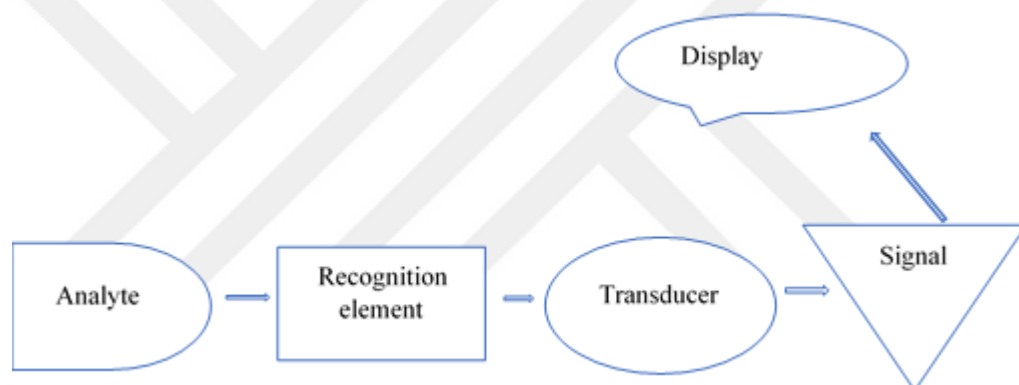 Display
Analyte
Recognition
element
Transducer
Signal